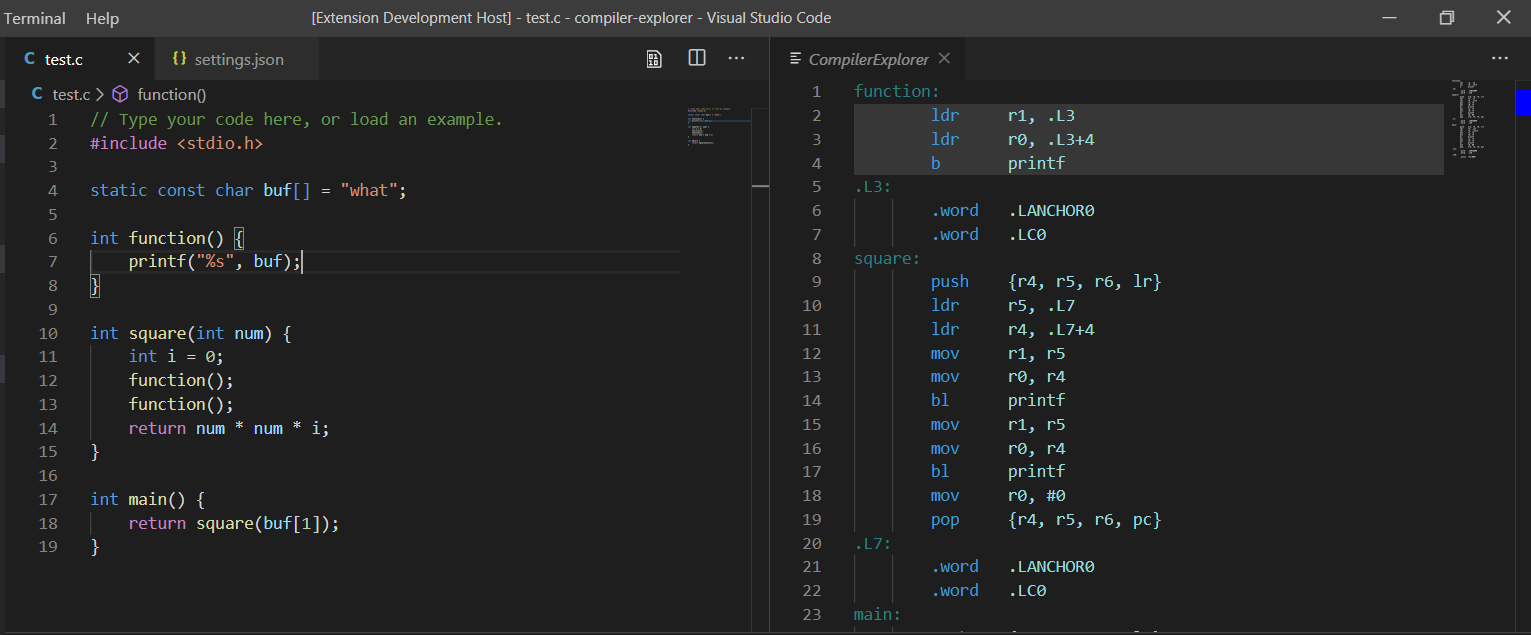 Terminal Help [Extension Development Host] - test.c - compiler-explorer - Visual Studio Code
C test.c {} settings.json
C test.c > function()
1 // Type your code here, or load an example.
2 #include <stdio.h>
3
4 static const char buf[] = "what";
5
6 int function() {
7     printf("%s", buf);
8 }
9
10 int square(int num) {
11     int i = 0;
12     function();
13     function();
14     return num * num * i;
15 }
16
17 int main() {
18     return square(buf[1]);
19 }
CompilerExplorer
1 function:
2         ldr     r1, .L3
3         ldr     r0, .L3+4
4         b       printf
5 .L3:
6         .word   .LANCHOR0
7         .word   .LC0
8 square:
9         push    {r4, r5, r6, lr}
10         ldr     r5, .L7
11         ldr     r4, .L7+4
12         mov     r1, r5
13         mov     r0, r4
14         bl      printf
15         mov     r1, r5
16         mov     r0, r4
17         bl      printf
18         mov     r0, #0
19         pop     {r4, r5, r6, pc}
20 .L7:
21         .word   .LANCHOR0
22         .word   .LC0
23 main: